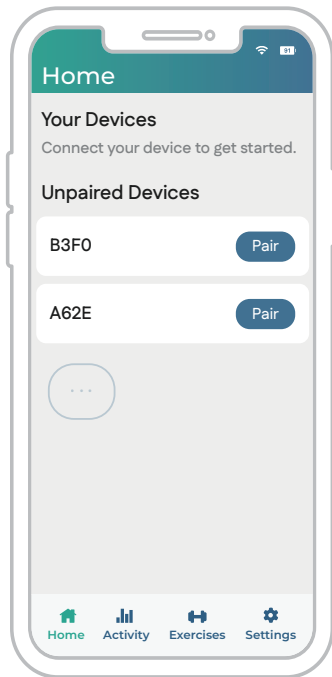 91
Home
Your Devices
Connect your device to get started.
Unpaired Devices
B3F0 Pair
A62E Pair
...
Home Activity Exercises Settings